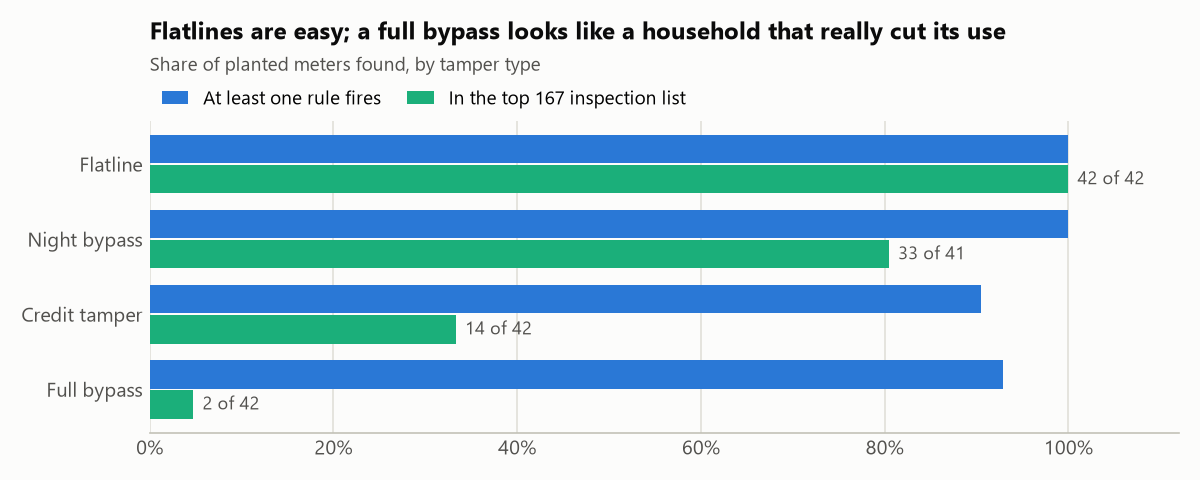 Flatlines are easy; a full bypass looks like a household that really cut its use
Share of planted meters found, by tamper type
At least one rule fires
In the top 167 inspection list
Flatline
42 of 42
Night bypass
33 of 41
Credit tamper
14 of 42
Full bypass
2 of 42
0% 20% 40% 60% 80% 100%